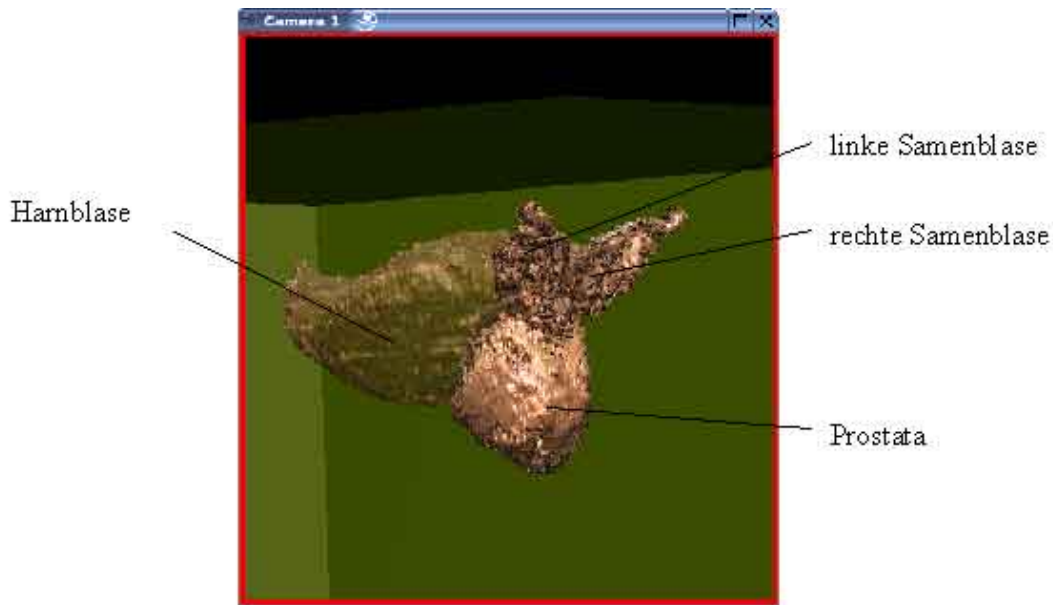 Camera 1
linke Samenblase
Harnblase
rechte Samenblase
Prostata